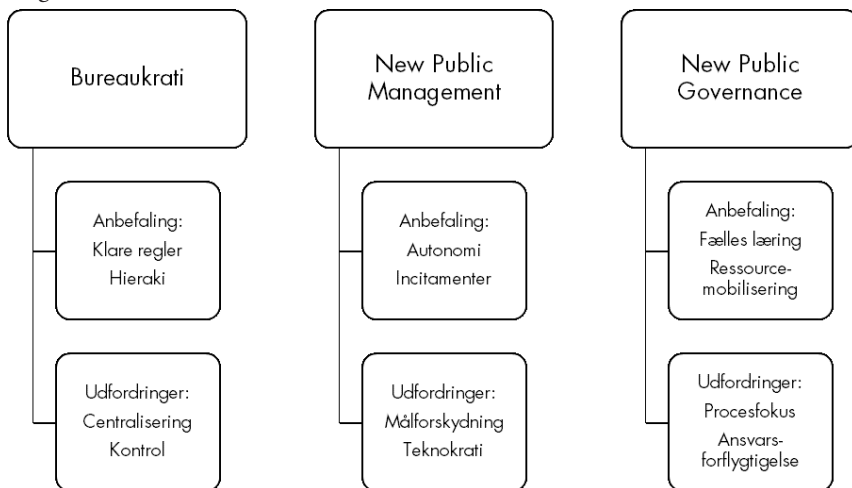 Bureaukrati
New Public
Management
New Public
Governance
Anbefaling:
Klare regler
Hieraki
Anbefaling:
Autonomi
Incitamenter
Anbefaling:
Fælles læring
Ressource-
mobilisering
Udfordringer:
Centralisering
Kontrol
Udfordringer:
Målforskydning
Teknokrati
Udfordringer:
Procesfokus
Ansvars-
forflygtigelse